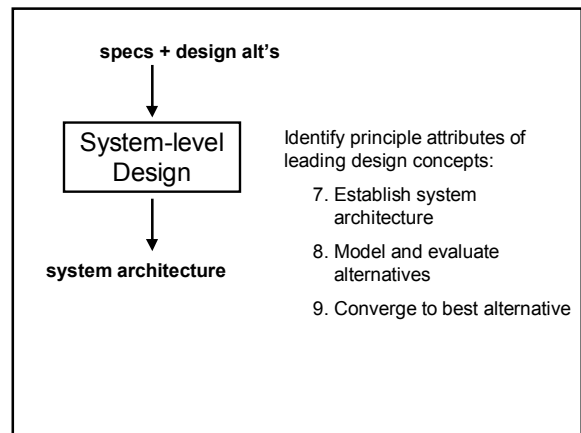 specs + design alt's
System-level
Design
system architecture
Identify principle attributes of
leading design concepts:
7. Establish system
architecture
8. Model and evaluate
alternatives
9. Converge to best alternative